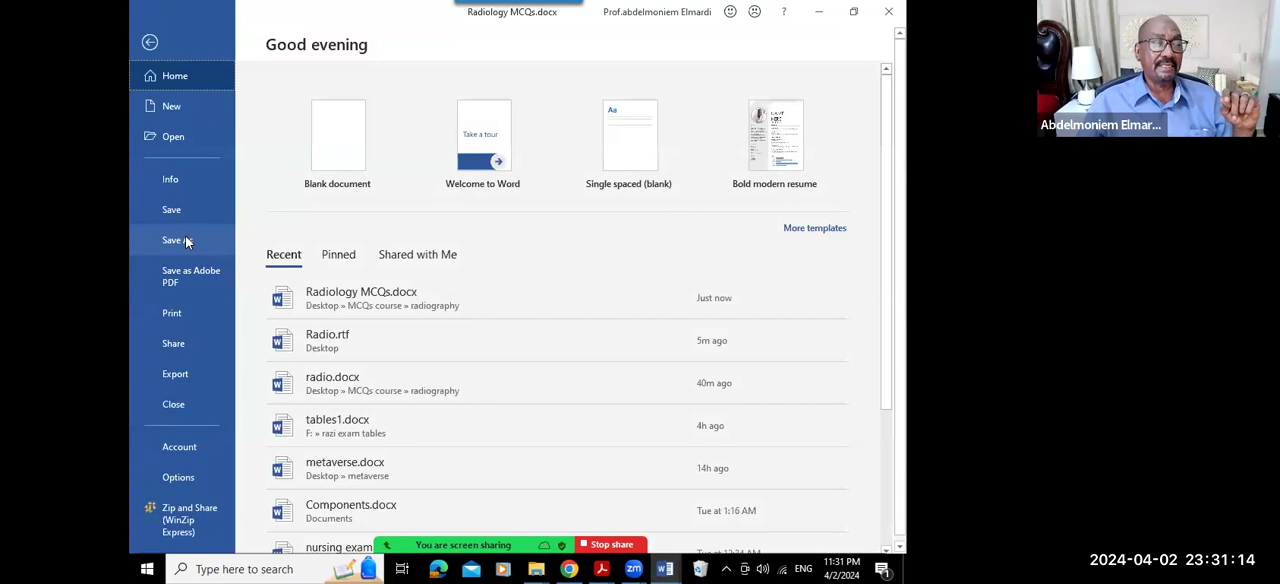 Radiology MCQs.docx
Prof.abdelmoniem Elmardi
?
Good evening
Home
New
Open
Info
Save
Save
Save as Adobe
PDF
Print
Share
Export
Close
Account
Options
Zip and Share
(WinZip
Express)
Take a tour
Aa
Blank document
Welcome to Word
Single spaced (blank)
Bold modern resume
More templates
Recent
Pinned
Shared with Me
Radiology MCQs.docx
Desktop » MCQs course » radiography
Just now
Radio.rtf
Desktop
5m ago
radio.docx
Desktop » MCQs course » radiography
40m ago
tables1.docx
F: » razi exam tables
4h ago
metaverse.docx
Desktop » metaverse
14h ago
Components.docx
Documents
Tue at 1:16 AM
nursing exam
You are screen sharing
Stop share
Type here to search
zm
ENG
11:31 PM
4/2/2024
1
Abdelmoniem Elmar...
2024-04-02 23:31:14